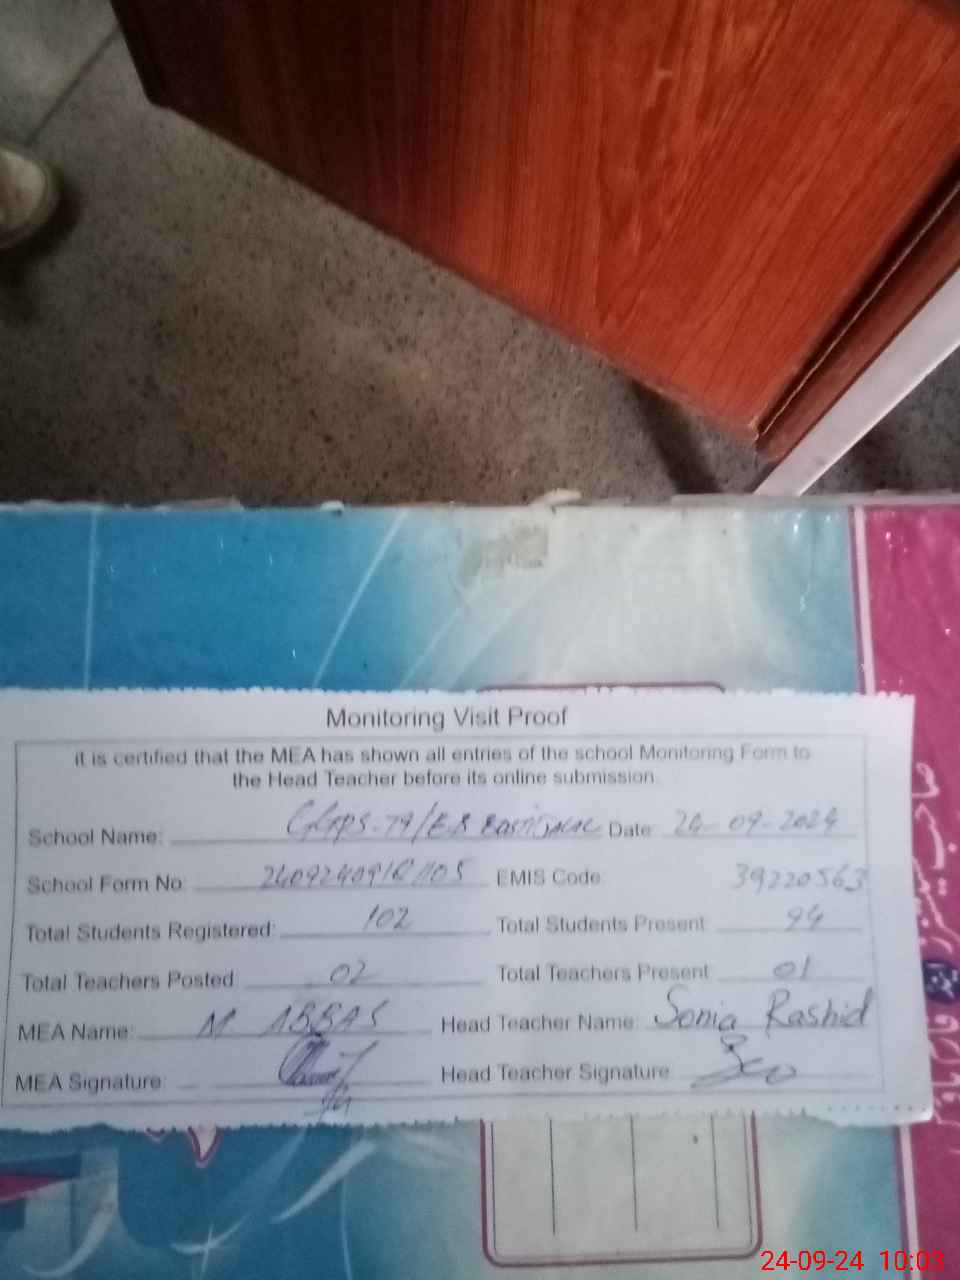 Monitoring Visit Proof
it is certified that the MEA has shown all entries of the school Monitoring Form to
the Head Teacher before its online submission.
School Name: GGPS-79/EB Date: 24-09-2024
School Form No: EMIS Code: 39220563
Total Students Registered: 102 Total Students Present 94
Total Teachers Posted 02 Total Teachers Present 01
MEA Name: M ABBAS Head Teacher Name: Sonia Rashid
MEA Signature: Head Teacher Signature
24-09-24 10:03